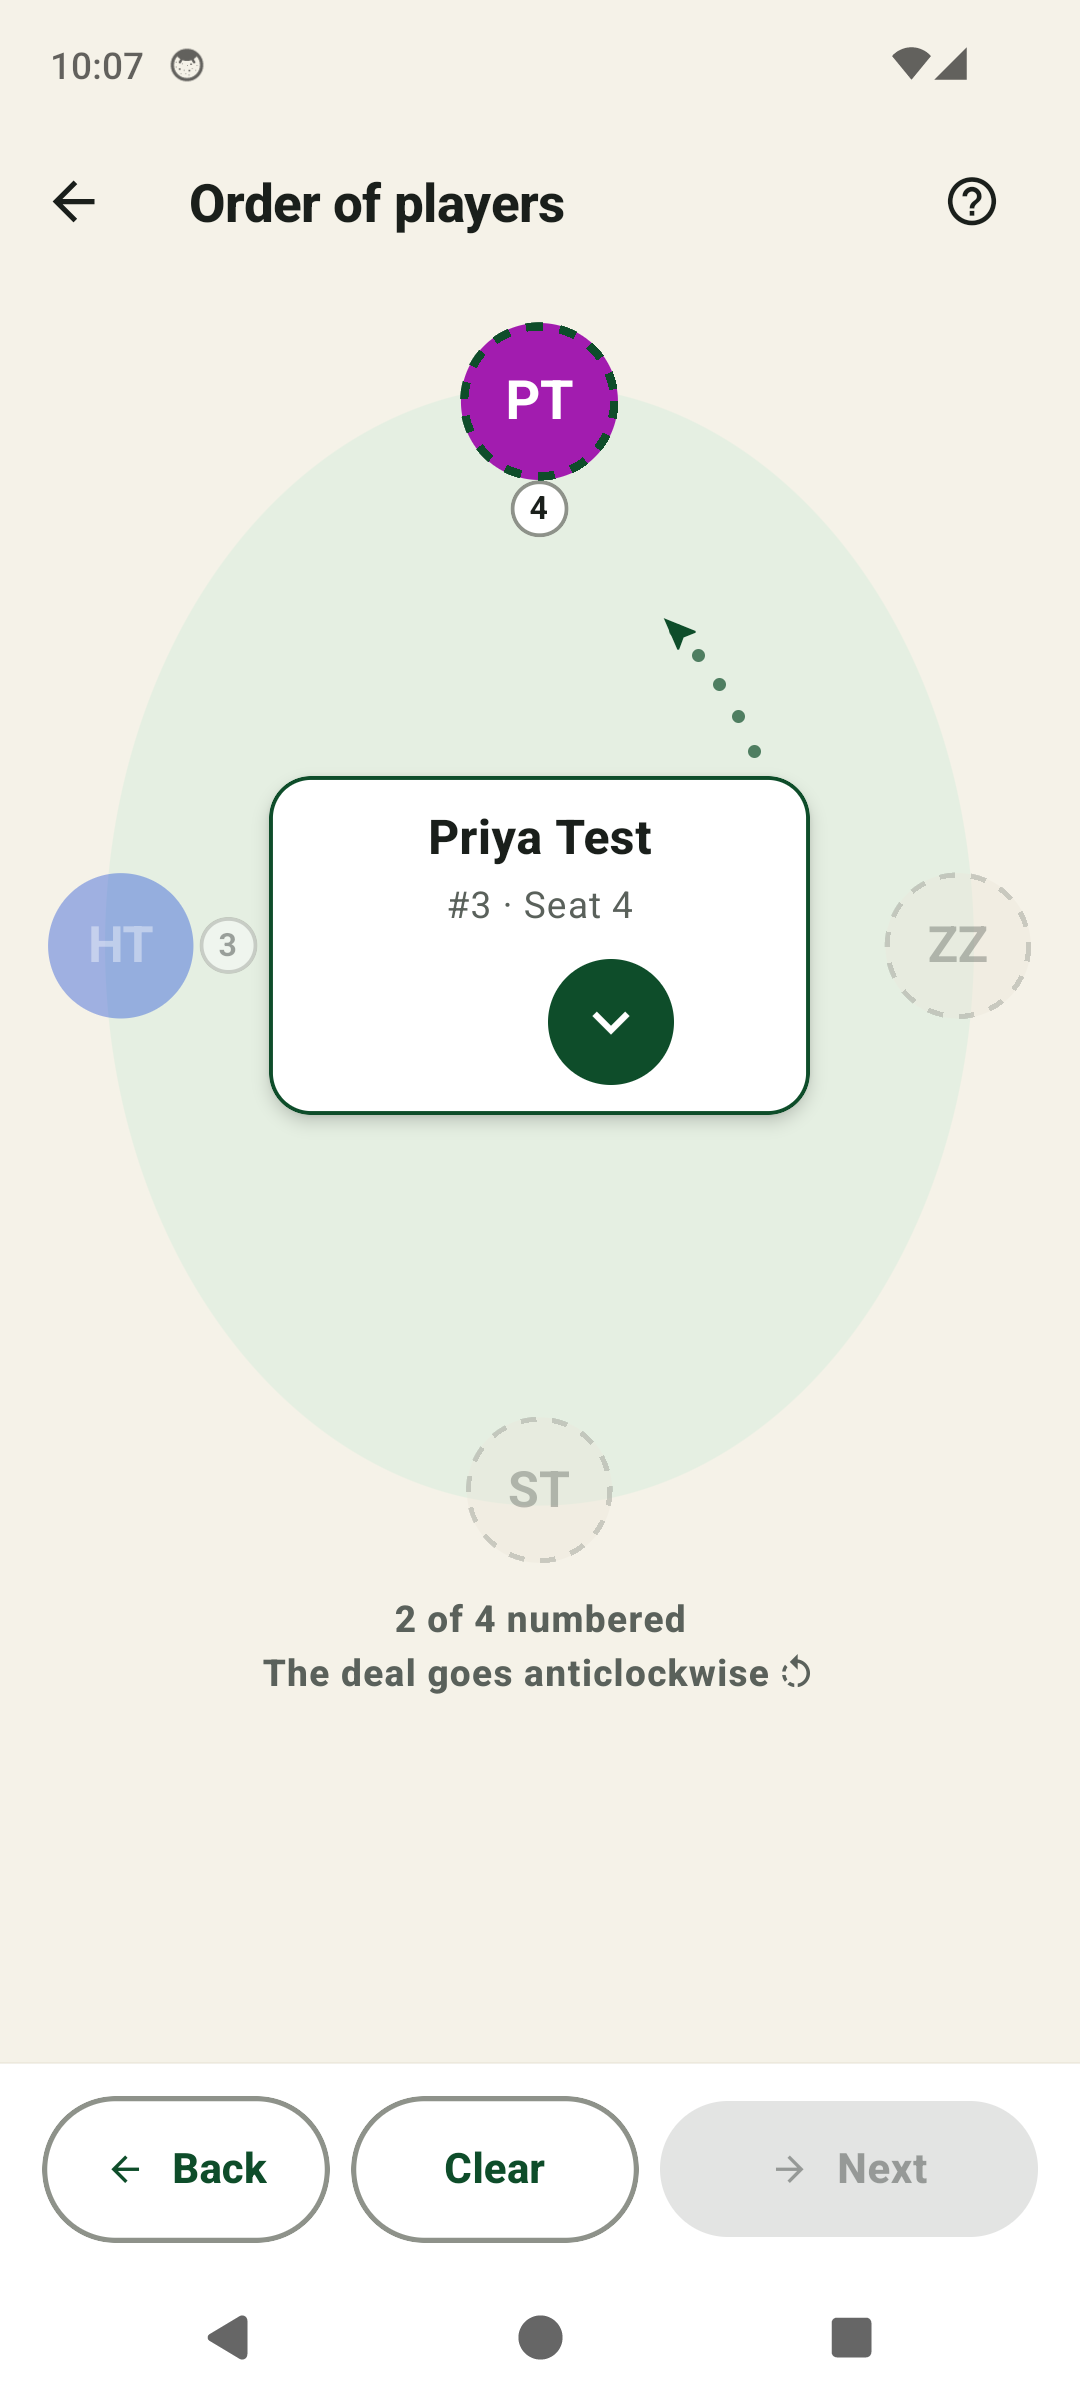 10:07
Order of players
PT
4
Priya Test
#3 · Seat 4
HT
3
ZZ
ST
2 of 4 numbered
The deal goes anticlockwise
Back
Clear
Next